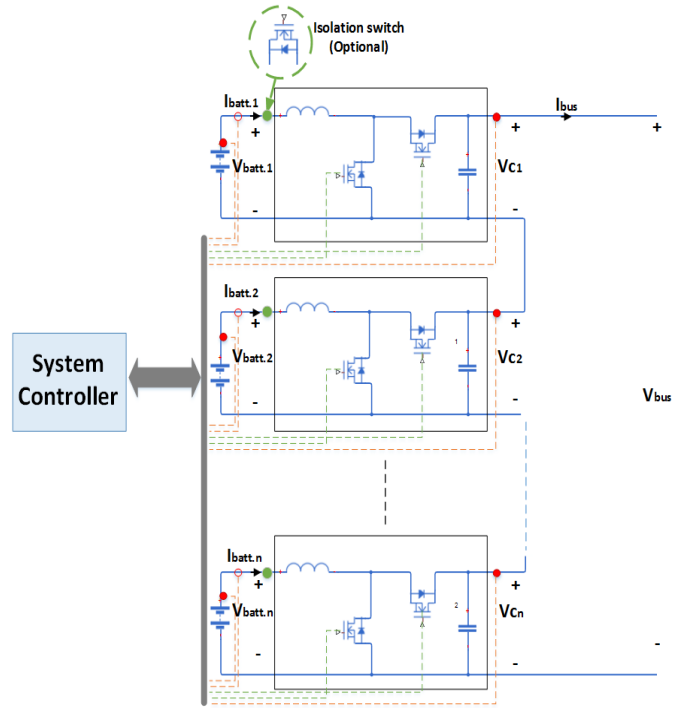 Isolation switch
(Optional)
Ibatt.1
Ibus
+
+
+
Vbatt.1
VC1
-
-
Ibatt.2
+
+
Vbatt.2
1
VC2
System
Controller
Vbus
-
-
Ibatt.n
+
+
Vbatt.n
2
VCn
-
-
-